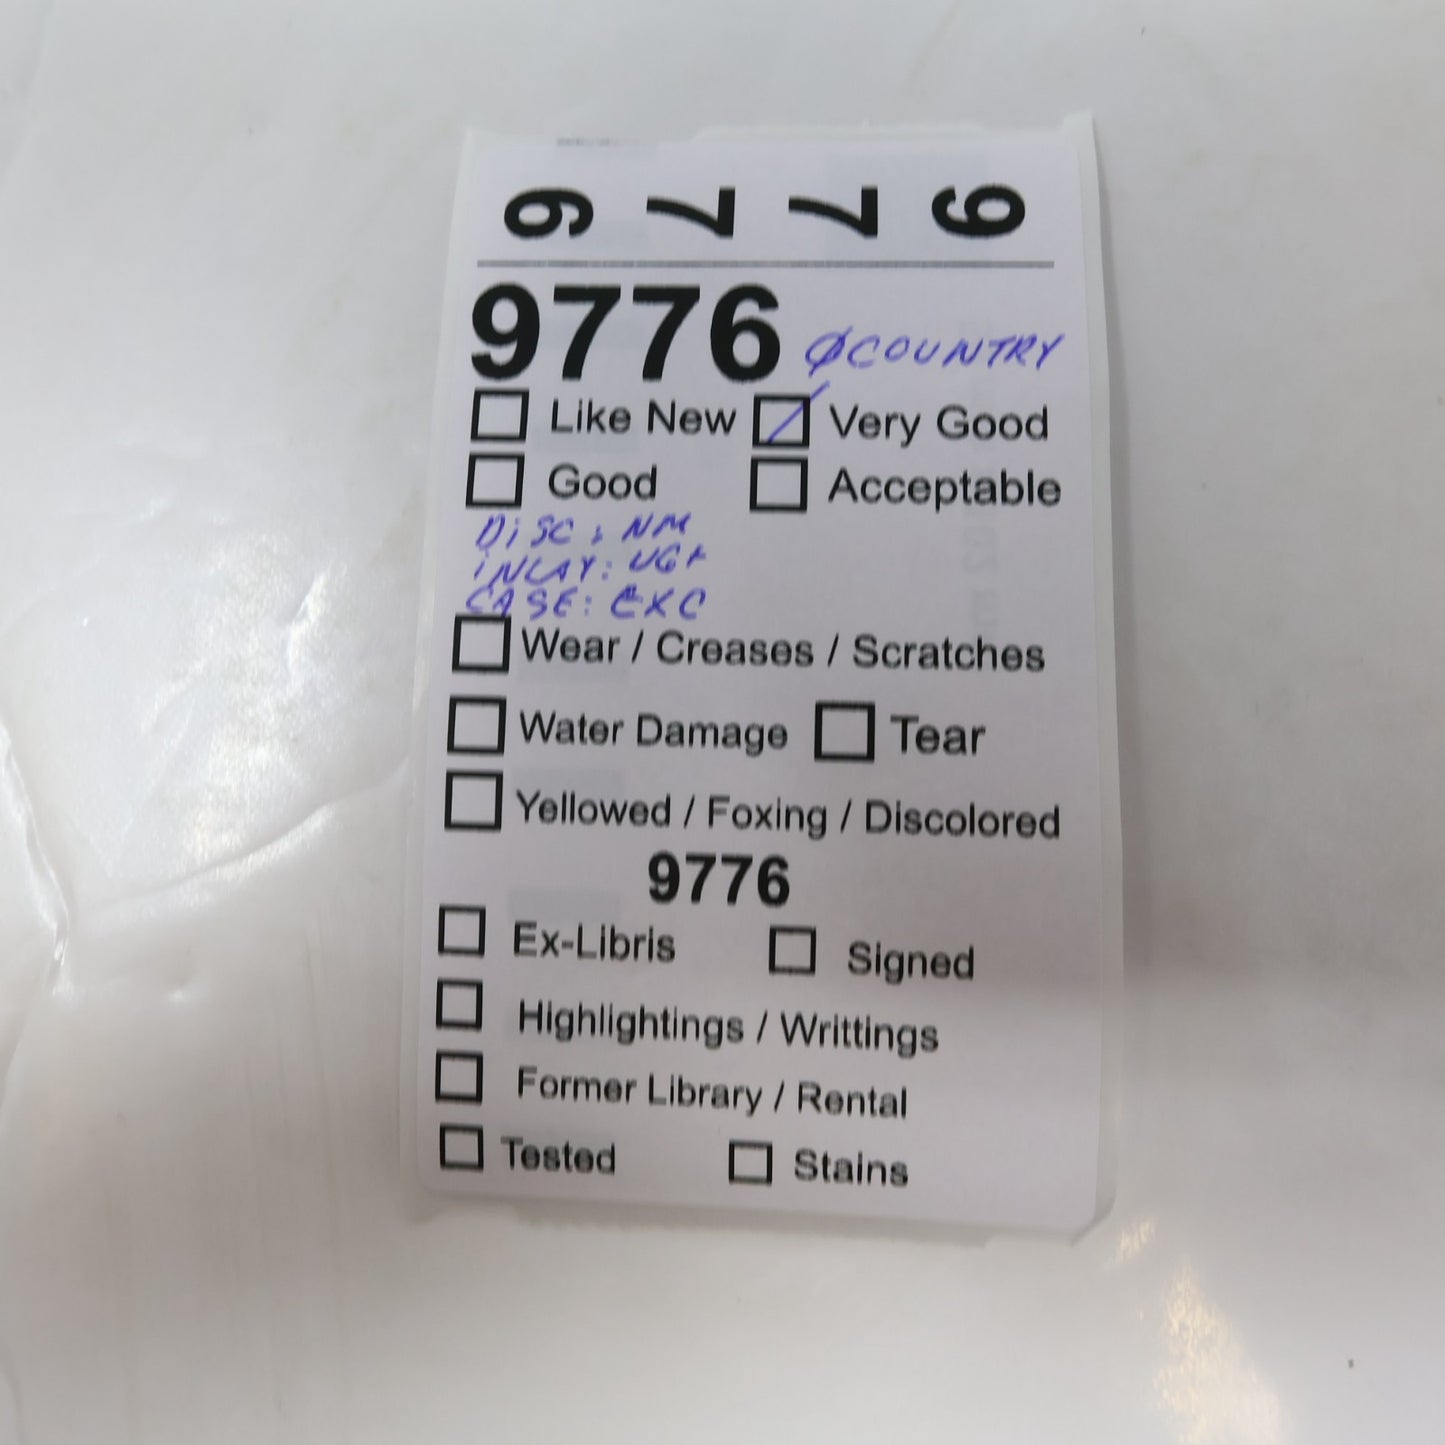 9776
9776 ØCOUNTRY
Like New Very Good
Good Acceptable
DISC: NM
INLAY: VG+
CASE: EXC
Wear / Creases / Scratches
Water Damage Tear
Yellowed / Foxing / Discolored
9776
Ex-Libris Signed
Highlightings / Writtings
Former Library / Rental
Tested Stains